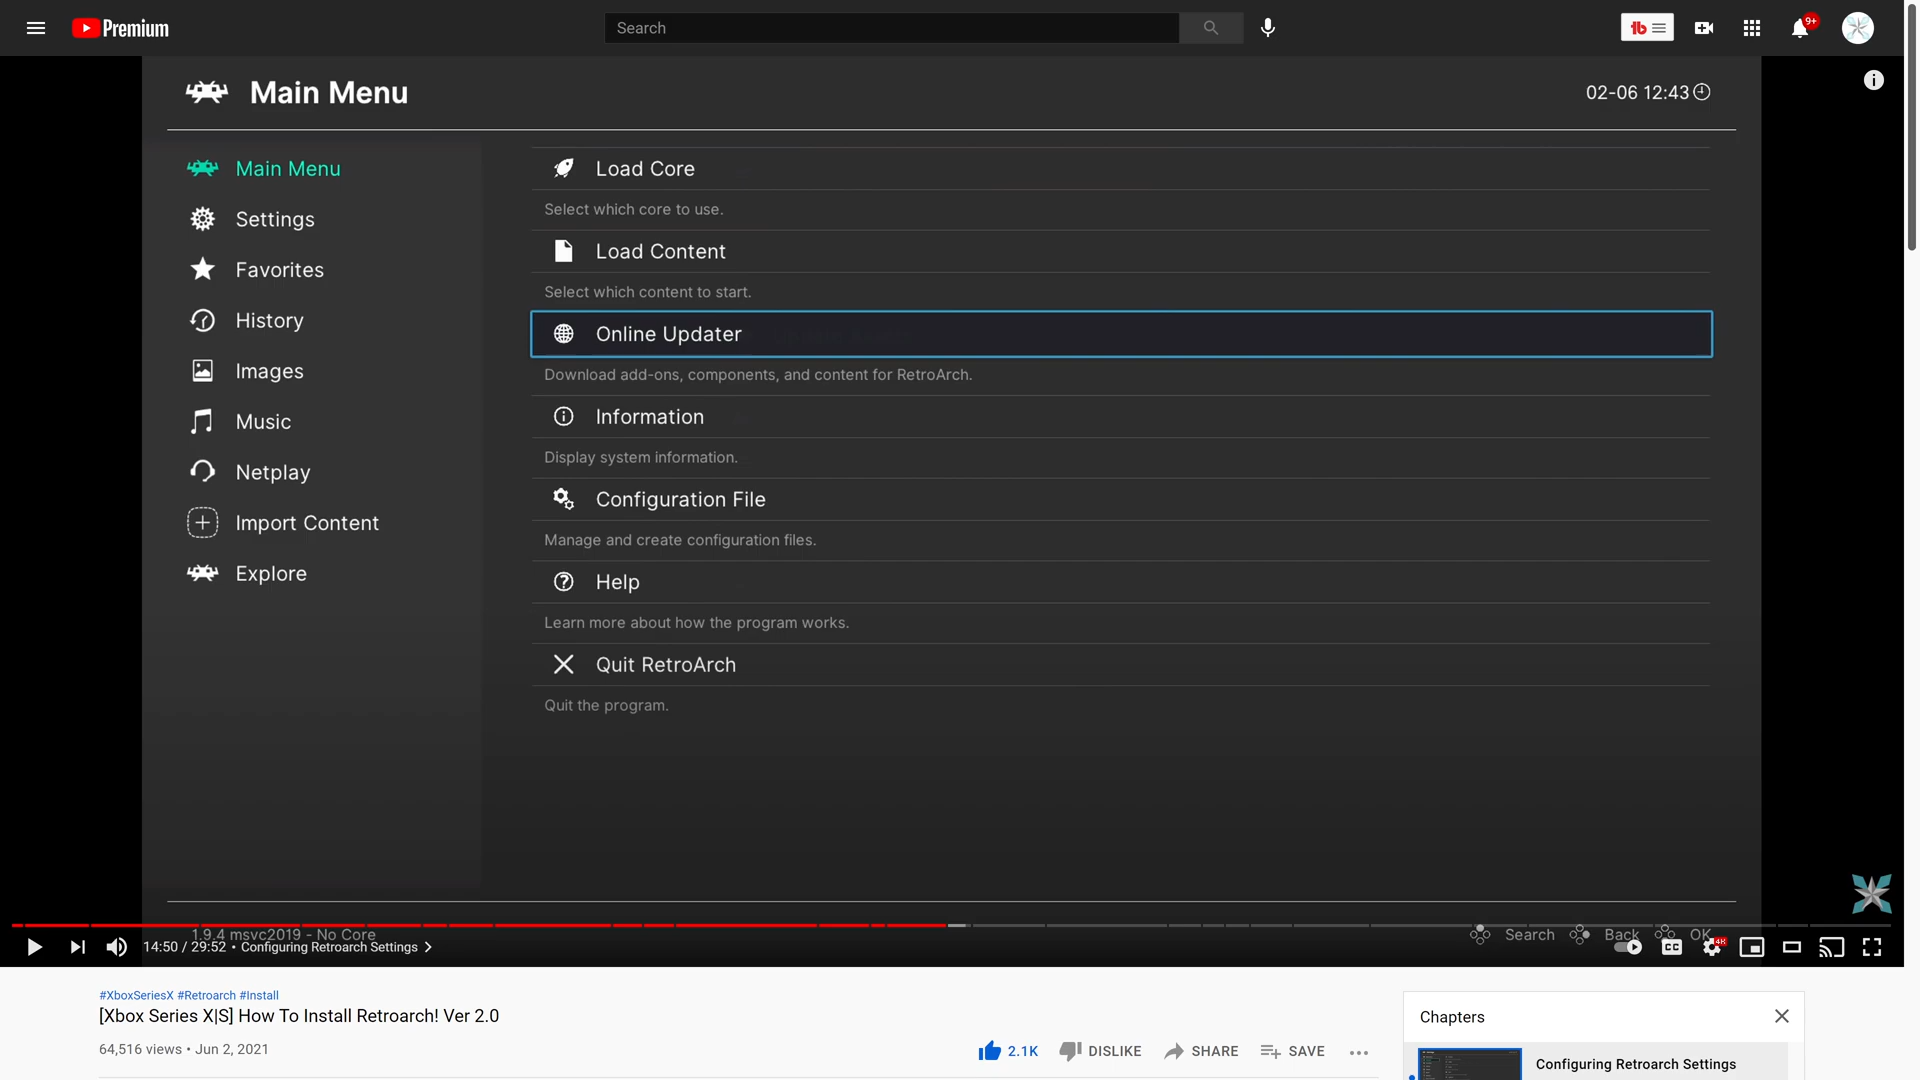 Premium
Search
9+
Main Menu
02-06 12:43
Main Menu
Settings
Favorites
History
Images
Music
Netplay
Import Content
Explore
Load Core
Select which core to use.
Load Content
Select which content to start.
Online Updater
Download add-ons, components, and content for RetroArch.
Information
Display system information.
Configuration File
Manage and create configuration files.
Help
Learn more about how the program works.
Quit RetroArch
Quit the program.
1.9.4 msvc2019 - No Core
Search
Back
OK
14:50 / 29:52 • Configuring Retroarch Settings
CC
4K
#XboxSeriesX #Retroarch #Install
[Xbox Series X|S] How To Install Retroarch! Ver 2.0
64,516 views • Jun 2, 2021
2.1K
DISLIKE
SHARE
SAVE
Chapters
Configuring Retroarch Settings